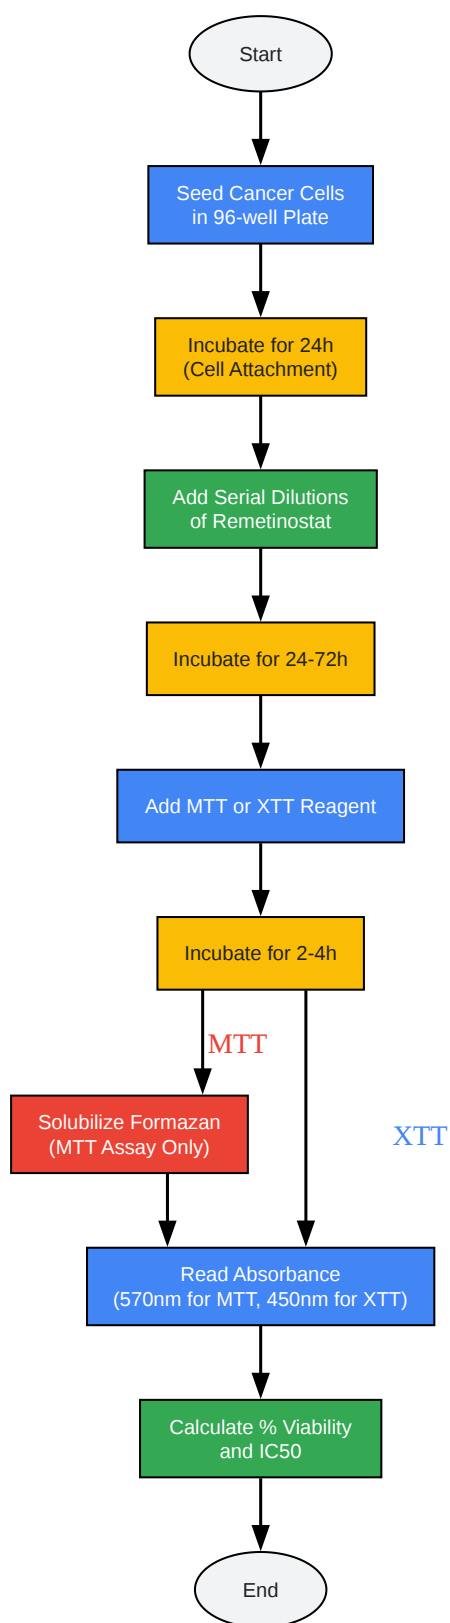 Start
Seed Cancer Cells
in 96-well Plate
Incubate for 24h
(Cell Attachment)
Add Serial Dilutions
of Remetinostat
Incubate for 24-72h
Add MTT or XTT Reagent
Incubate for 2-4h
MTT
Solubilize Formazan
(MTT Assay Only)
XTT
Read Absorbance
(570nm for MTT, 450nm for XTT)
Calculate % Viability
and IC50
End